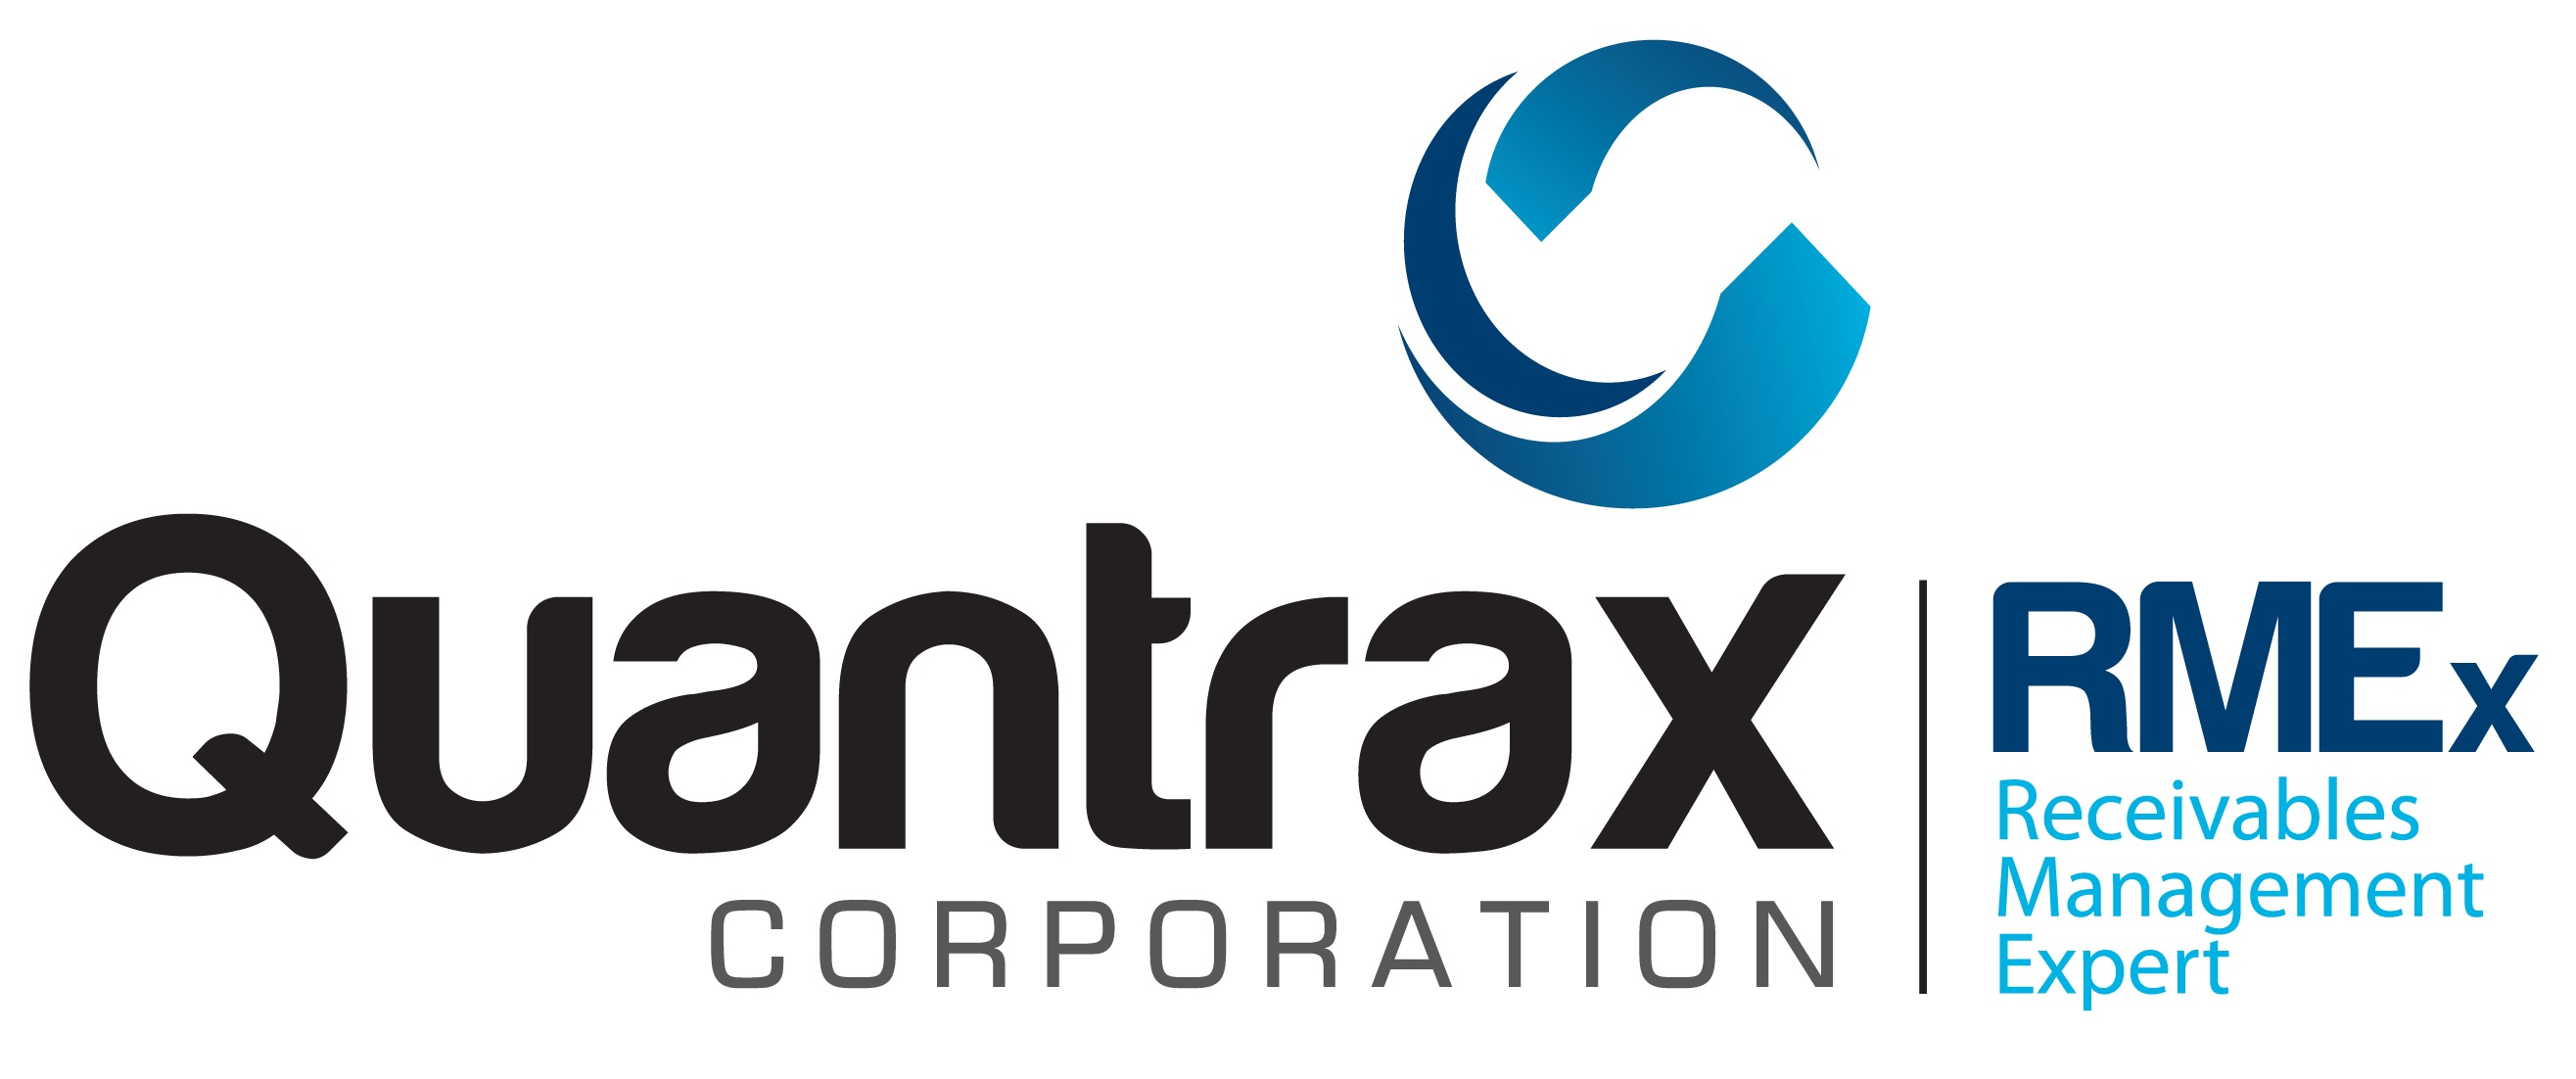 Quantrax
CORPORATION
RMEx
Receivables
Management
Expert